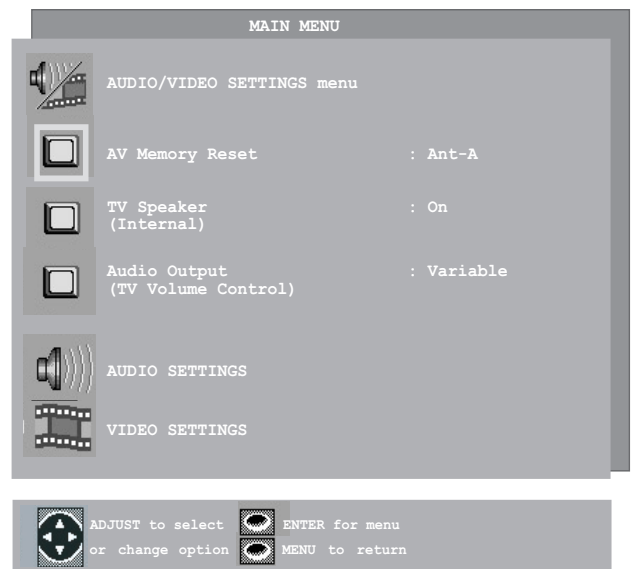 MAIN MENU
AUDIO/VIDEO SETTINGS menu
AV Memory Reset : Ant-A
TV Speaker : On
(Internal)
Audio Output : Variable
(TV Volume Control)
AUDIO SETTINGS
VIDEO SETTINGS
ADJUST to select ENTER for menu
or change option MENU to return